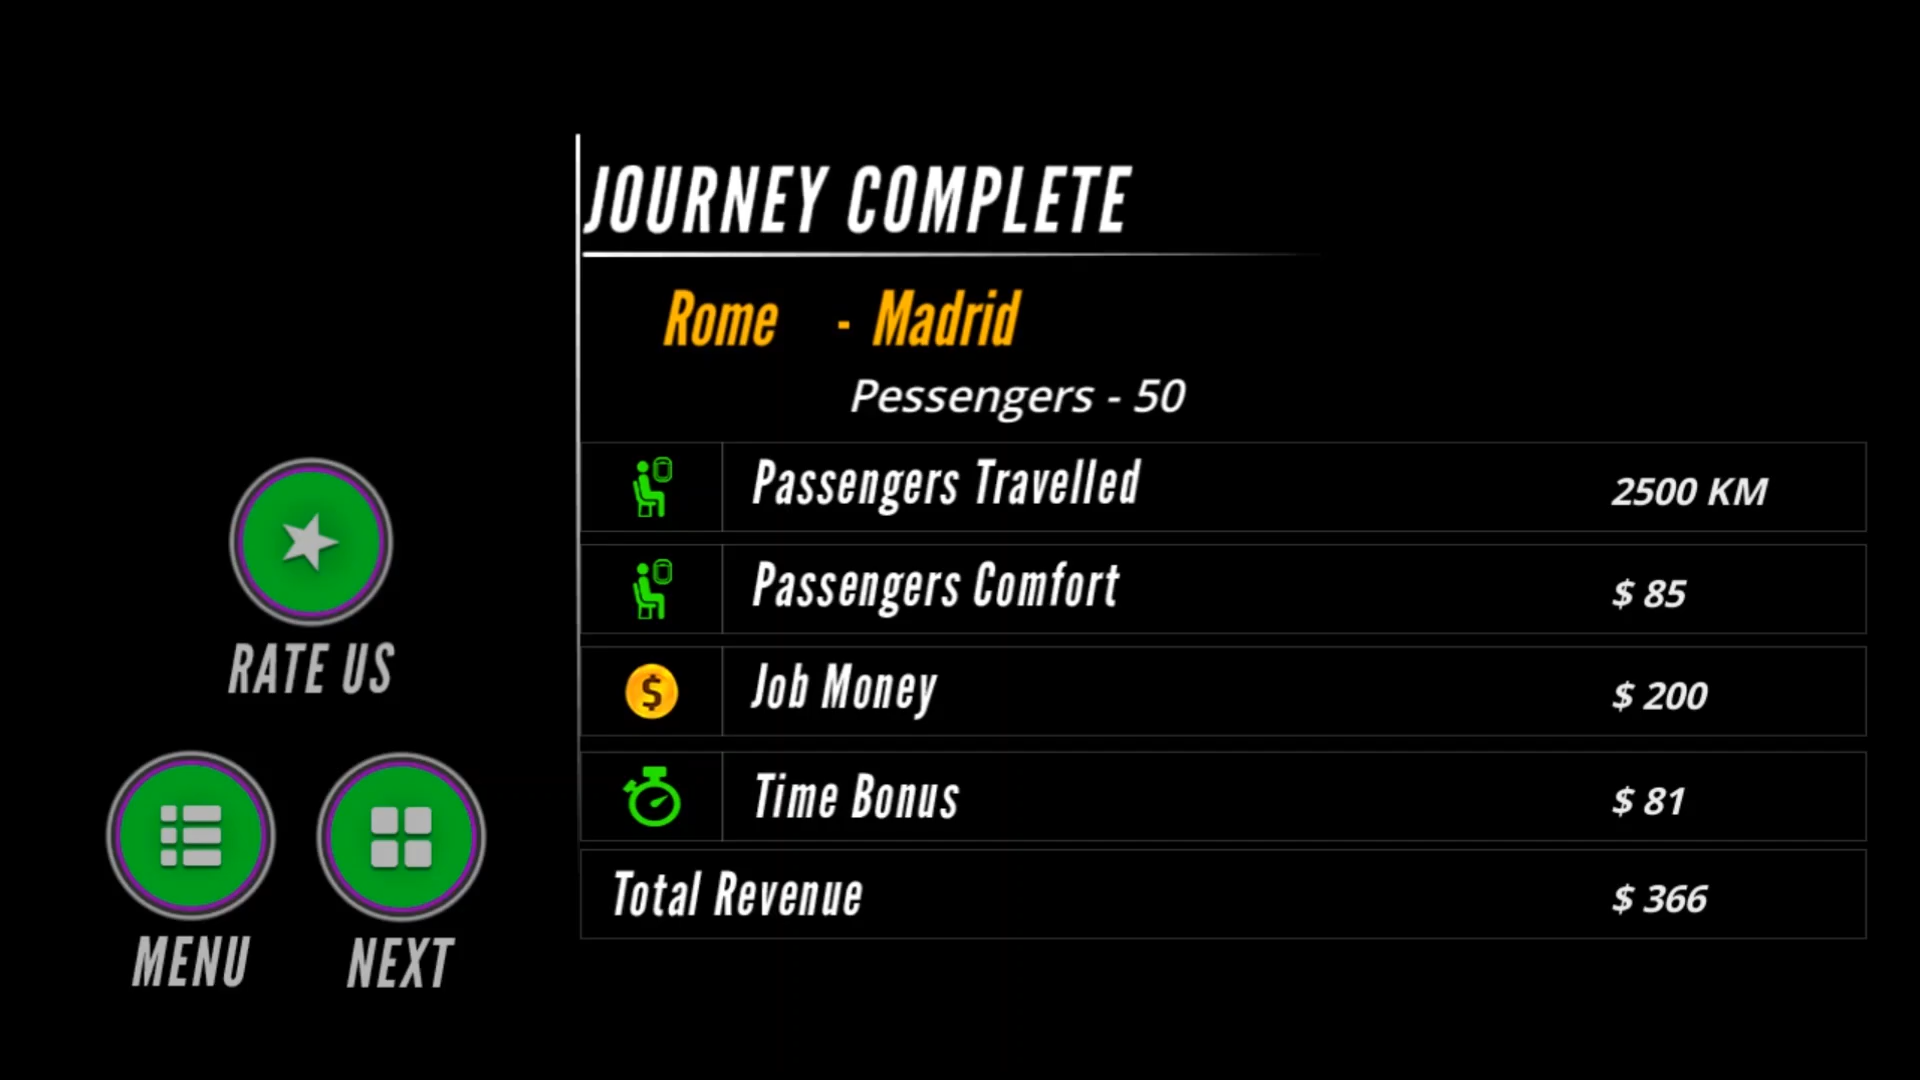 JOURNEY COMPLETE
Rome - Madrid
Pessengers - 50
Passengers Travelled 2500 KM
Passengers Comfort $ 85
$ Job Money $ 200
Time Bonus $ 81
Total Revenue $ 366
RATE US
MENU NEXT